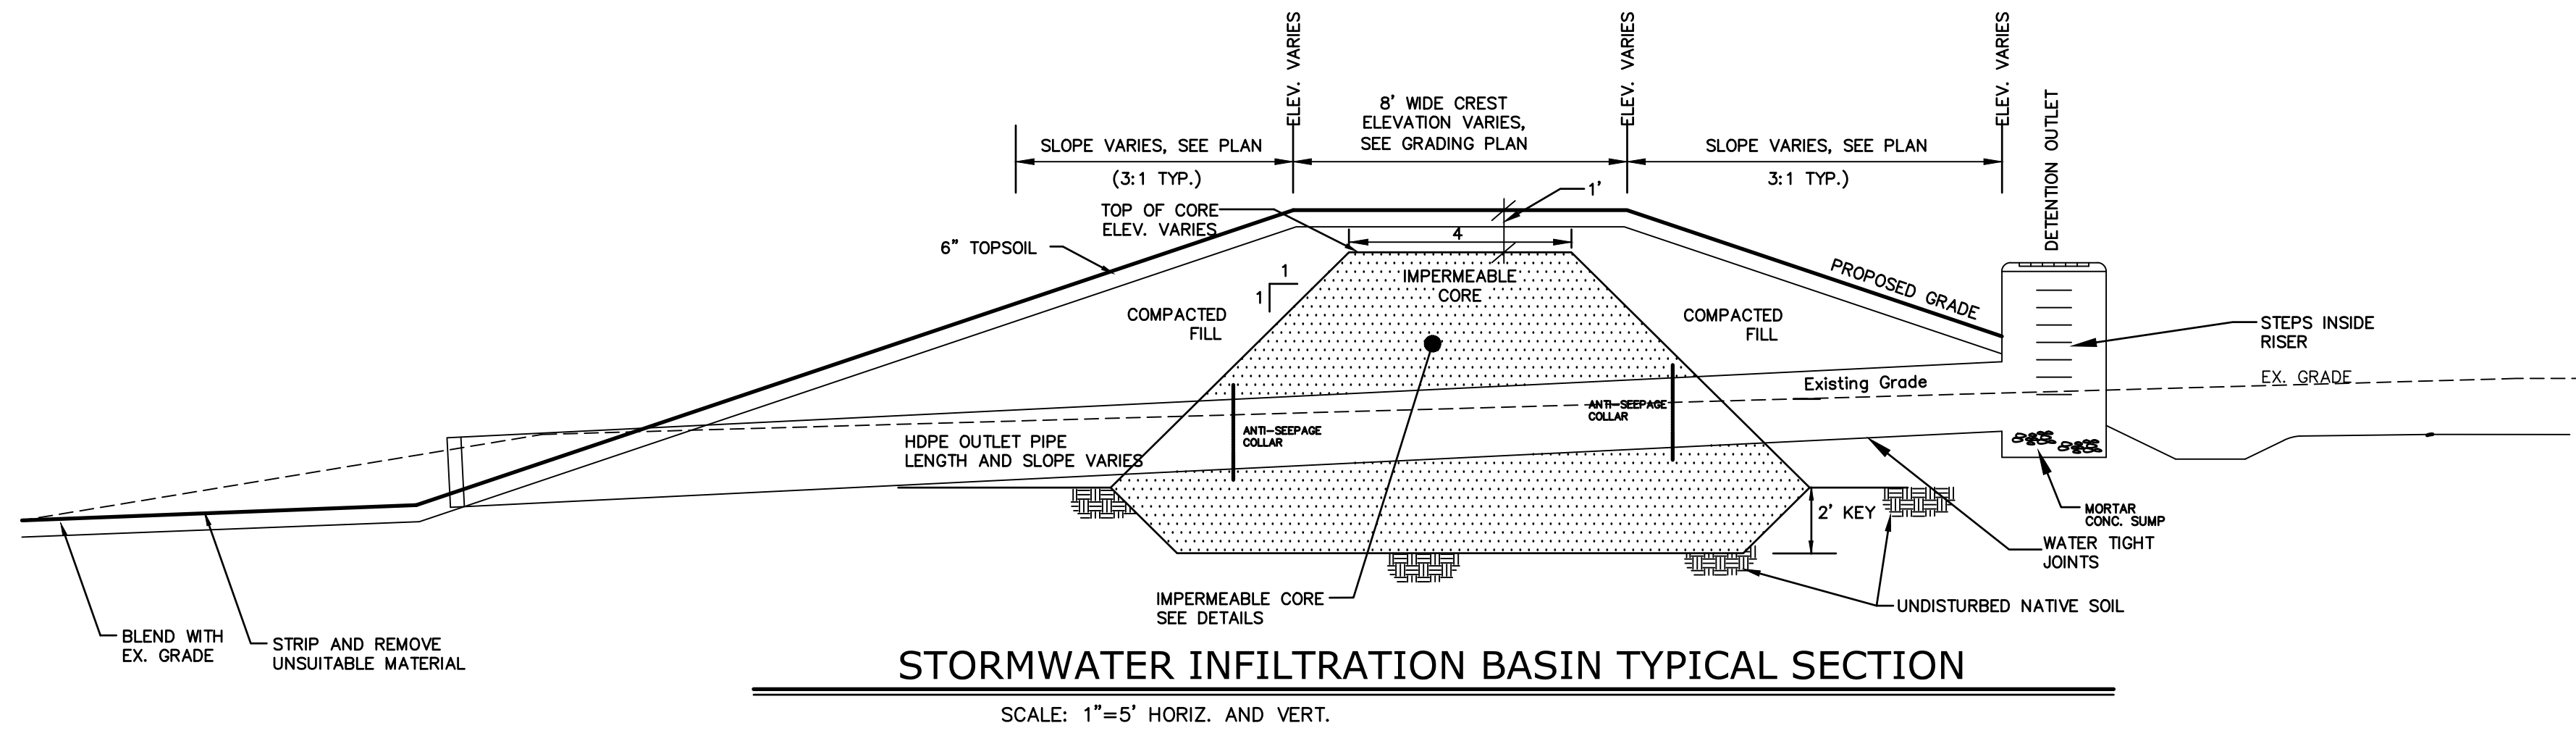 ELEV. VARIES
ELEV. VARIES
ELEV. VARIES
DETENTION OUTLET
8' WIDE CREST
ELEVATION VARIES,
SEE GRADING PLAN
SLOPE VARIES, SEE PLAN
(3:1 TYP.)
SLOPE VARIES, SEE PLAN
3:1 TYP.)
1'
TOP OF CORE
ELEV. VARIES
4
6" TOPSOIL
1
1
IMPERMEABLE
CORE
PROPOSED GRADE
COMPACTED
FILL
COMPACTED
FILL
STEPS INSIDE
RISER
Existing Grade
EX. GRADE
ANTI-SEEPAGE
COLLAR
ANTI-SEEPAGE
COLLAR
HDPE OUTLET PIPE
LENGTH AND SLOPE VARIES
2' KEY
MORTAR
CONC. SUMP
WATER TIGHT
JOINTS
IMPERMEABLE CORE
SEE DETAILS
UNDISTURBED NATIVE SOIL
BLEND WITH
EX. GRADE
STRIP AND REMOVE
UNSUITABLE MATERIAL
STORMWATER INFILTRATION BASIN TYPICAL SECTION
SCALE: 1"=5' HORIZ. AND VERT.